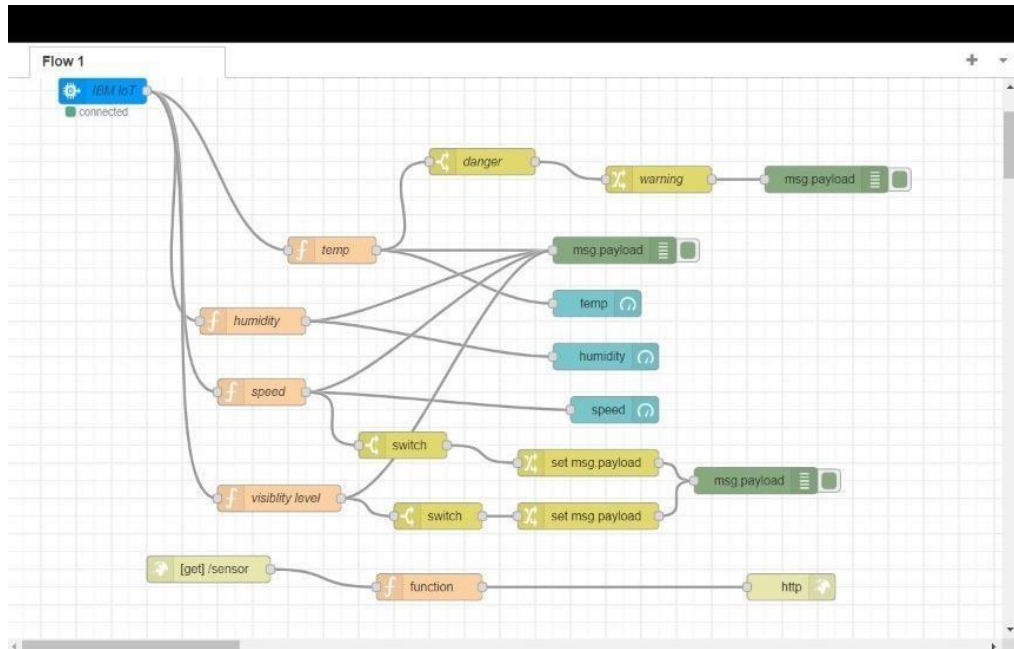 Flow 1
IBM IoT
connected
danger
warning
msg.payload
temp
msg.payload
temp
humidity
humidity
speed
speed
switch
set msg.payload
msg.payload
visiblity level
switch
set msg.payload
[get] /sensor
function
http